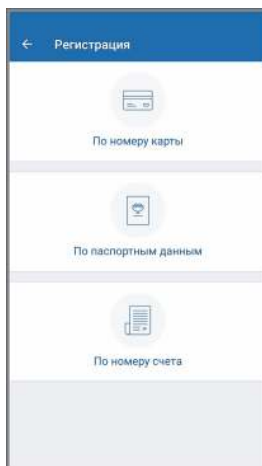 Регистрация
По номеру карты
По паспортным данным
По номеру счета